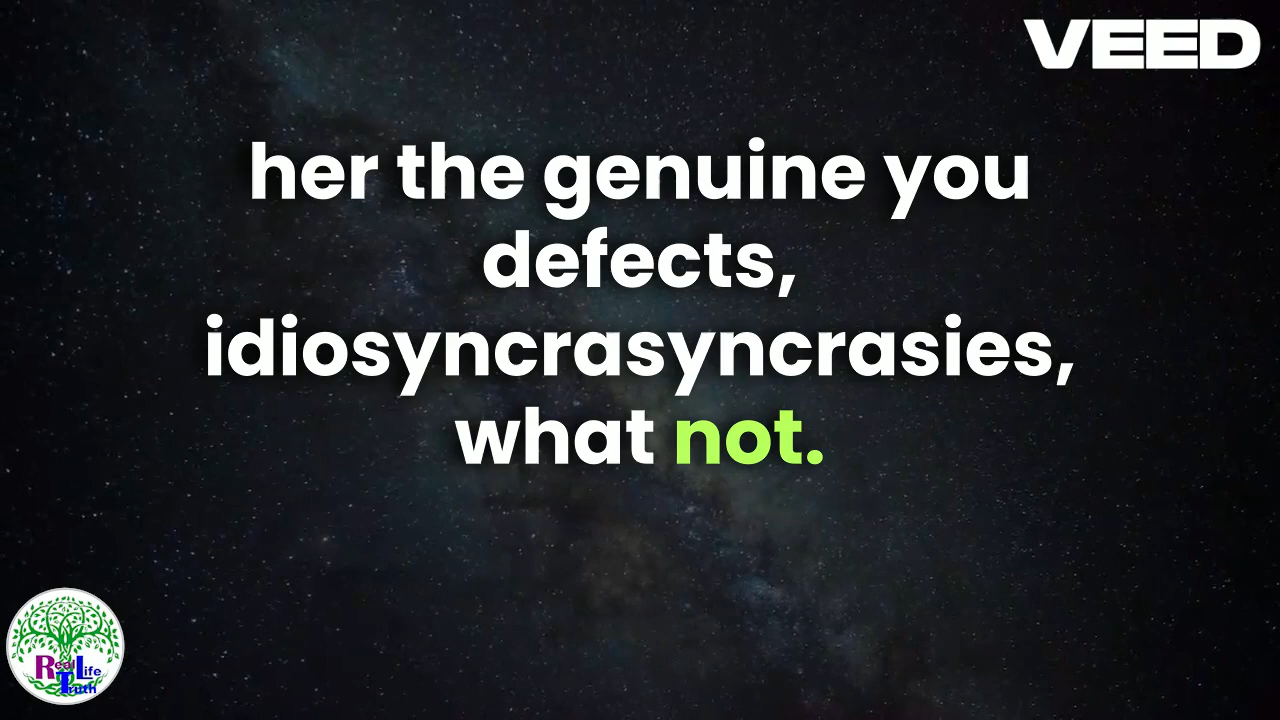 VEED
her the genuine you
defects,
idiosyncrasyncrasies,
what not.
Real Life
Truth